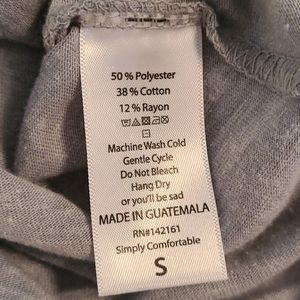 50 % Polyester
38 % Cotton
12 % Rayon
Machine Wash Cold
Gentle Cycle
Do Not Bleach
Hang Dry
or you'll be sad
MADE IN GUATEMALA
RN#142161
Simply Comfortable
S